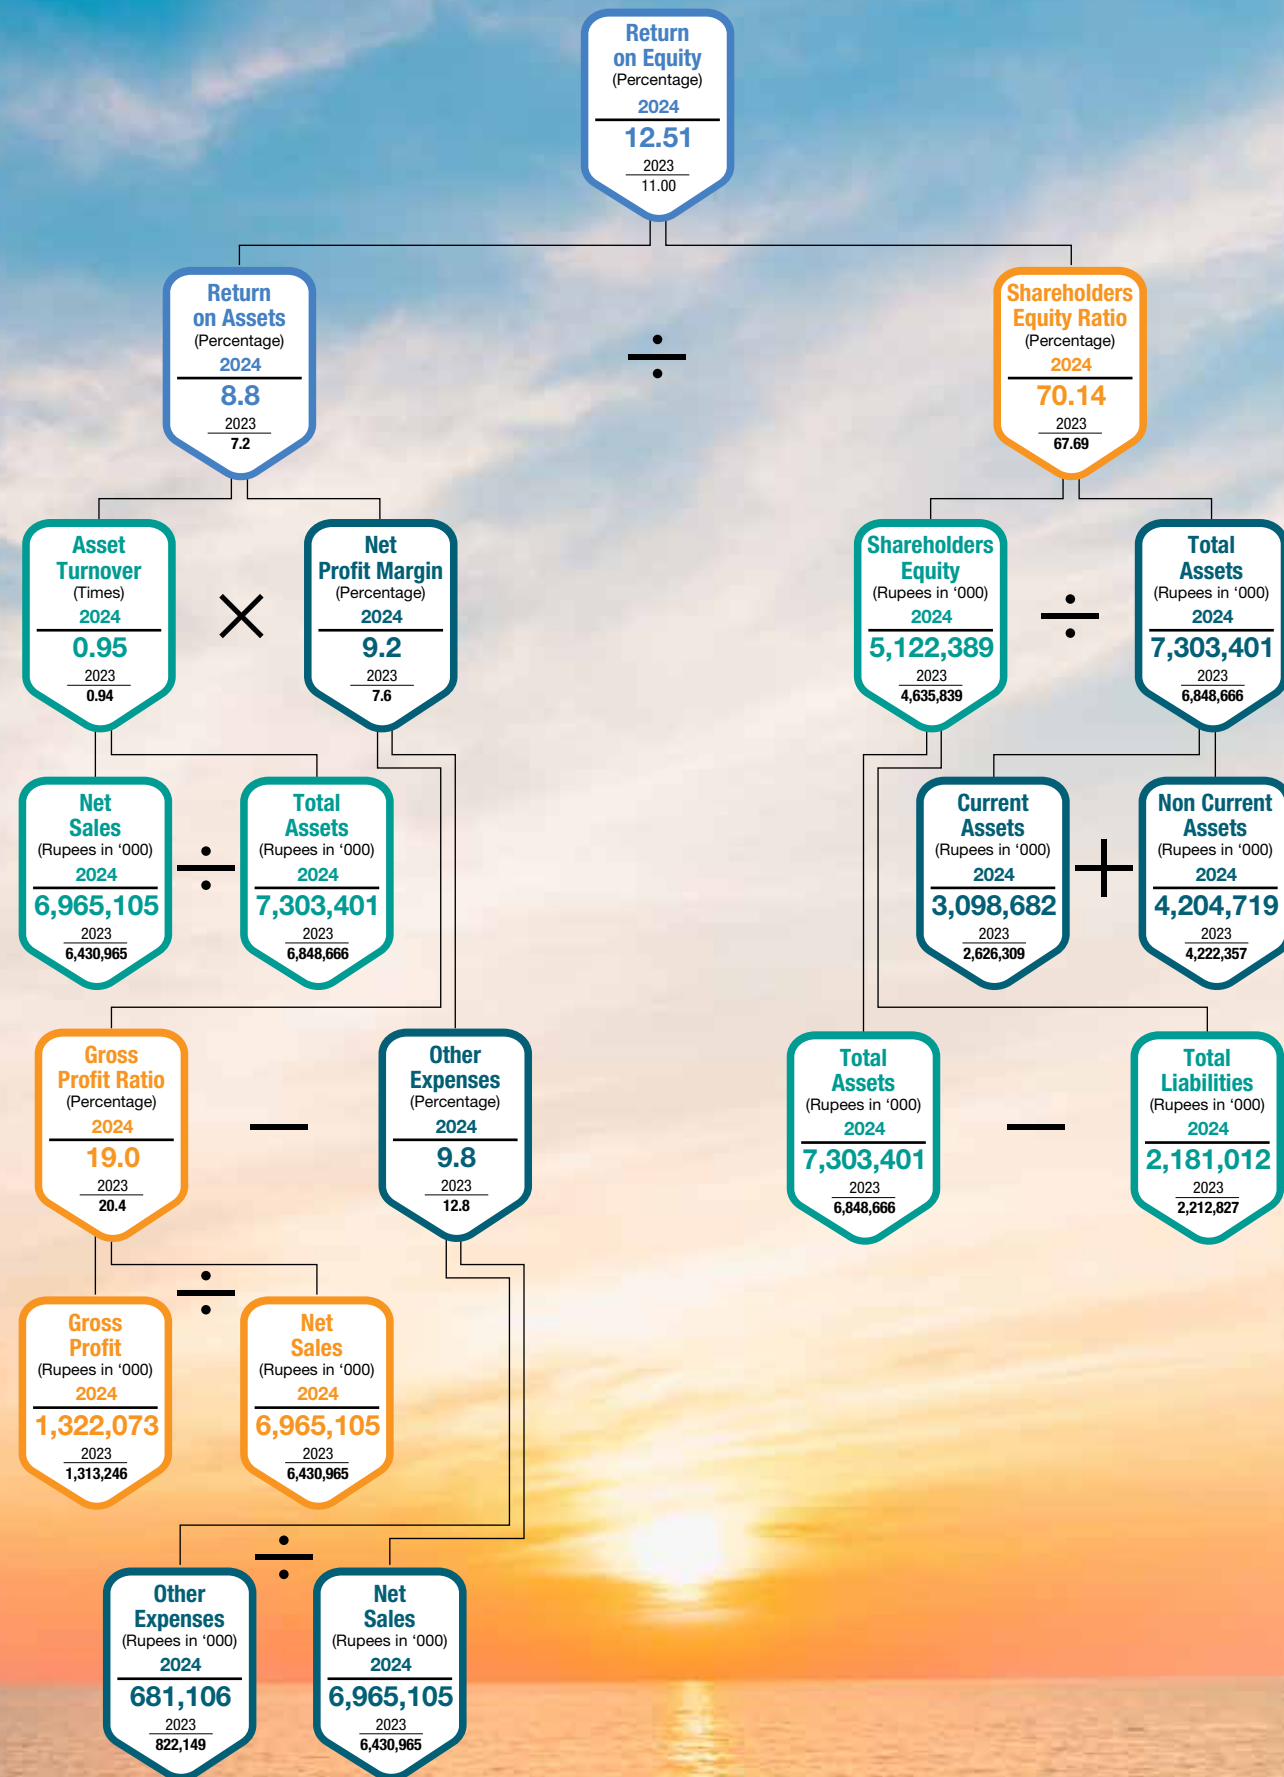 Return
on Equity
(Percentage)
2024
12.51
2023
11.00
Return
on Assets
(Percentage)
2024
8.8
2023
7.2
÷
Shareholders
Equity Ratio
(Percentage)
2024
70.14
2023
67.69
Asset
Turnover
(Times)
2024
0.95
2023
0.94
×
Net
Profit Margin
(Percentage)
2024
9.2
2023
7.6
Shareholders
Equity
(Rupees in ‘000)
2024
5,122,389
2023
4,635,839
÷
Total
Assets
(Rupees in ‘000)
2024
7,303,401
2023
6,848,666
Net
Sales
(Rupees in ‘000)
2024
6,965,105
2023
6,430,965
÷
Total
Assets
(Rupees in ‘000)
2024
7,303,401
2023
6,848,666
Current
Assets
(Rupees in ‘000)
2024
3,098,682
2023
2,626,309
+
Non Current
Assets
(Rupees in ‘000)
2024
4,204,719
2023
4,222,357
Gross
Profit Ratio
(Percentage)
2024
19.0
2023
20.4
−
Other
Expenses
(Percentage)
2024
9.8
2023
12.8
Total
Assets
(Rupees in ‘000)
2024
7,303,401
2023
6,848,666
−
Total
Liabilities
(Rupees in ‘000)
2024
2,181,012
2023
2,212,827
Gross
Profit
(Rupees in ‘000)
2024
1,322,073
2023
1,313,246
÷
Net
Sales
(Rupees in ‘000)
2024
6,965,105
2023
6,430,965
Other
Expenses
(Rupees in ‘000)
2024
681,106
2023
822,149
÷
Net
Sales
(Rupees in ‘000)
2024
6,965,105
2023
6,430,965